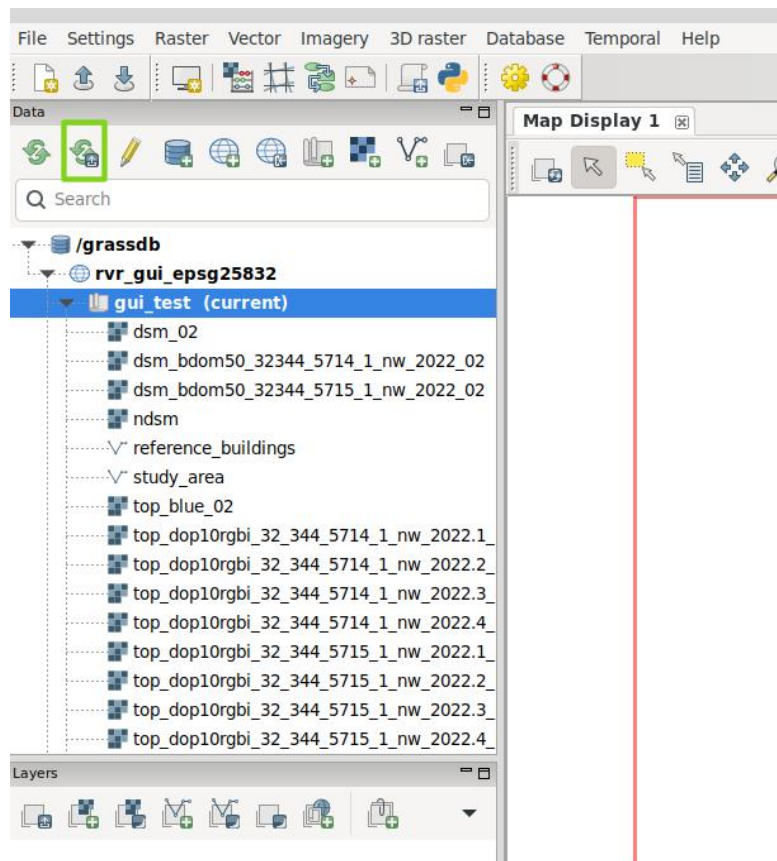 File Settings Raster Vector Imagery 3D raster Database Temporal Help
Data
Map Display 1
Search
/grassdb
rvr_gui_epsg25832
gui_test (current)
dsm_02
dsm_bdom50_32344_5714_1_nw_2022_02
dsm_bdom50_32344_5715_1_nw_2022_02
ndsm
reference_buildings
study_area
top_blue_02
top_dop10rgbi_32_344_5714_1_nw_2022.1_
top_dop10rgbi_32_344_5714_1_nw_2022.2_
top_dop10rgbi_32_344_5714_1_nw_2022.3_
top_dop10rgbi_32_344_5714_1_nw_2022.4_
top_dop10rgbi_32_344_5715_1_nw_2022.1_
top_dop10rgbi_32_344_5715_1_nw_2022.2_
top_dop10rgbi_32_344_5715_1_nw_2022.3_
top_dop10rgbi_32_344_5715_1_nw_2022.4_
Layers